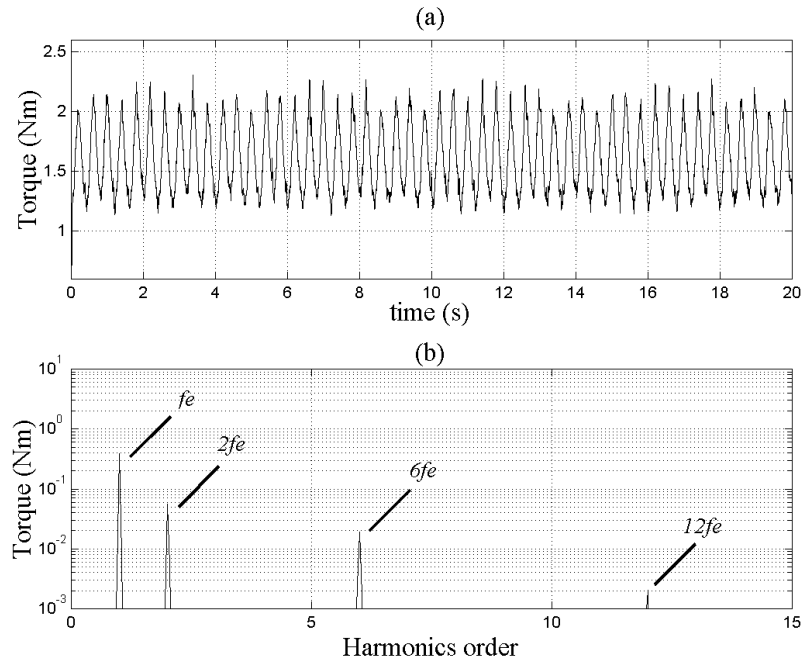 (a)
2.5
2
1.5
1
Torque (Nm)
0 2 4 6 8 10 12 14 16 18 20
time (s)
(b)
10^1
10^0
10^-1
10^-2
10^-3
Torque (Nm)
fe
2fe
6fe
12fe
0 5 10 15
Harmonics order